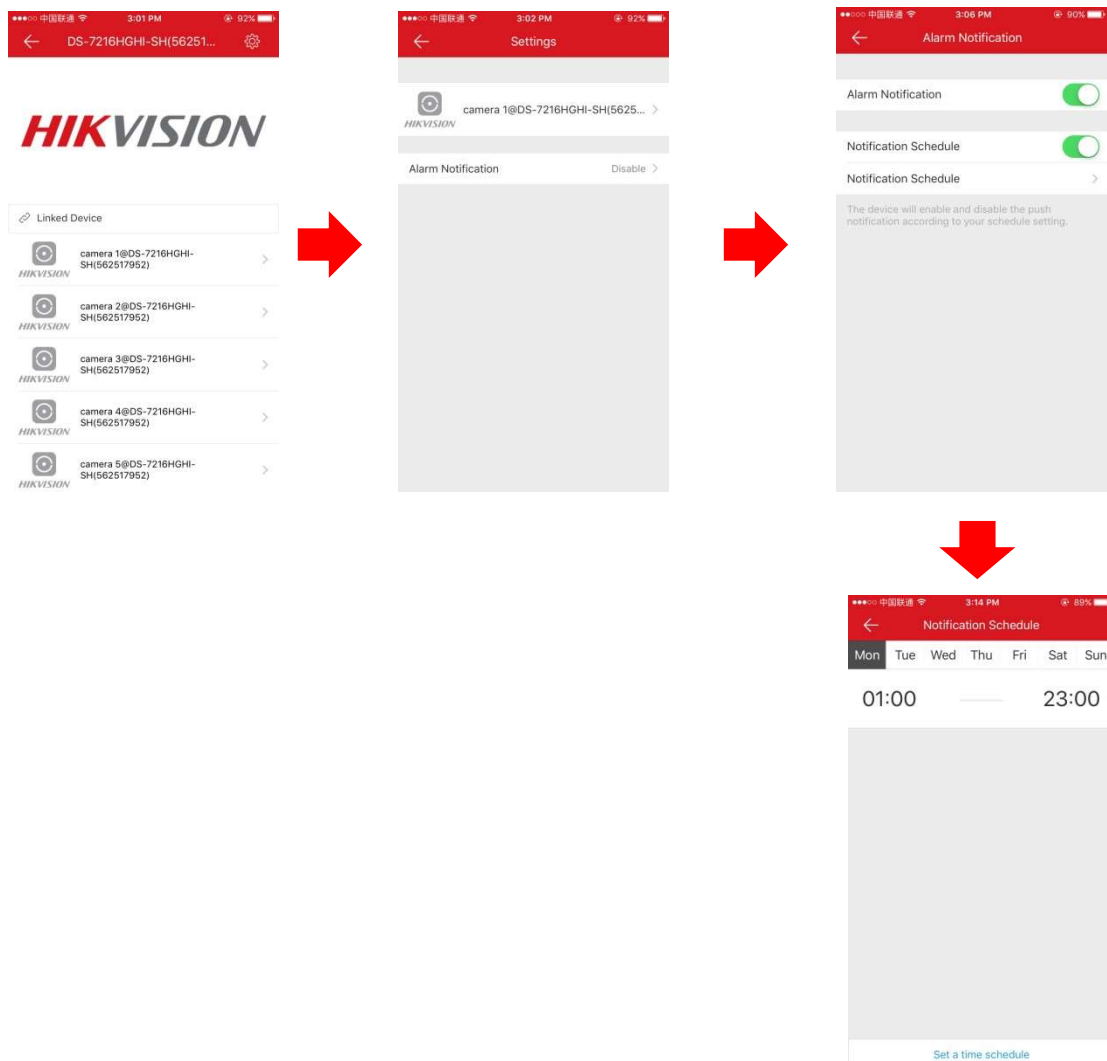 中国联通 3:01 PM 92%
DS-7216HGHI-SH(56251...
HIKVISION
Linked Device
HIKVISION
camera 1@DS-7216HGHI-
SH(562517952)
HIKVISION
camera 2@DS-7216HGHI-
SH(562517952)
HIKVISION
camera 3@DS-7216HGHI-
SH(562517952)
HIKVISION
camera 4@DS-7216HGHI-
SH(562517952)
HIKVISION
camera 5@DS-7216HGHI-
SH(562517952)
中国联通 3:02 PM 92%
Settings
HIKVISION
camera 1@DS-7216HGHI-SH(5625...
Alarm Notification Disable
中国联通 3:06 PM 90%
Alarm Notification
Alarm Notification
Notification Schedule
Notification Schedule
The device will enable and disable the push
notification according to your schedule setting.
中国联通 3:14 PM 89%
Notification Schedule
Mon Tue Wed Thu Fri Sat Sun
01:00 23:00
Set a time schedule